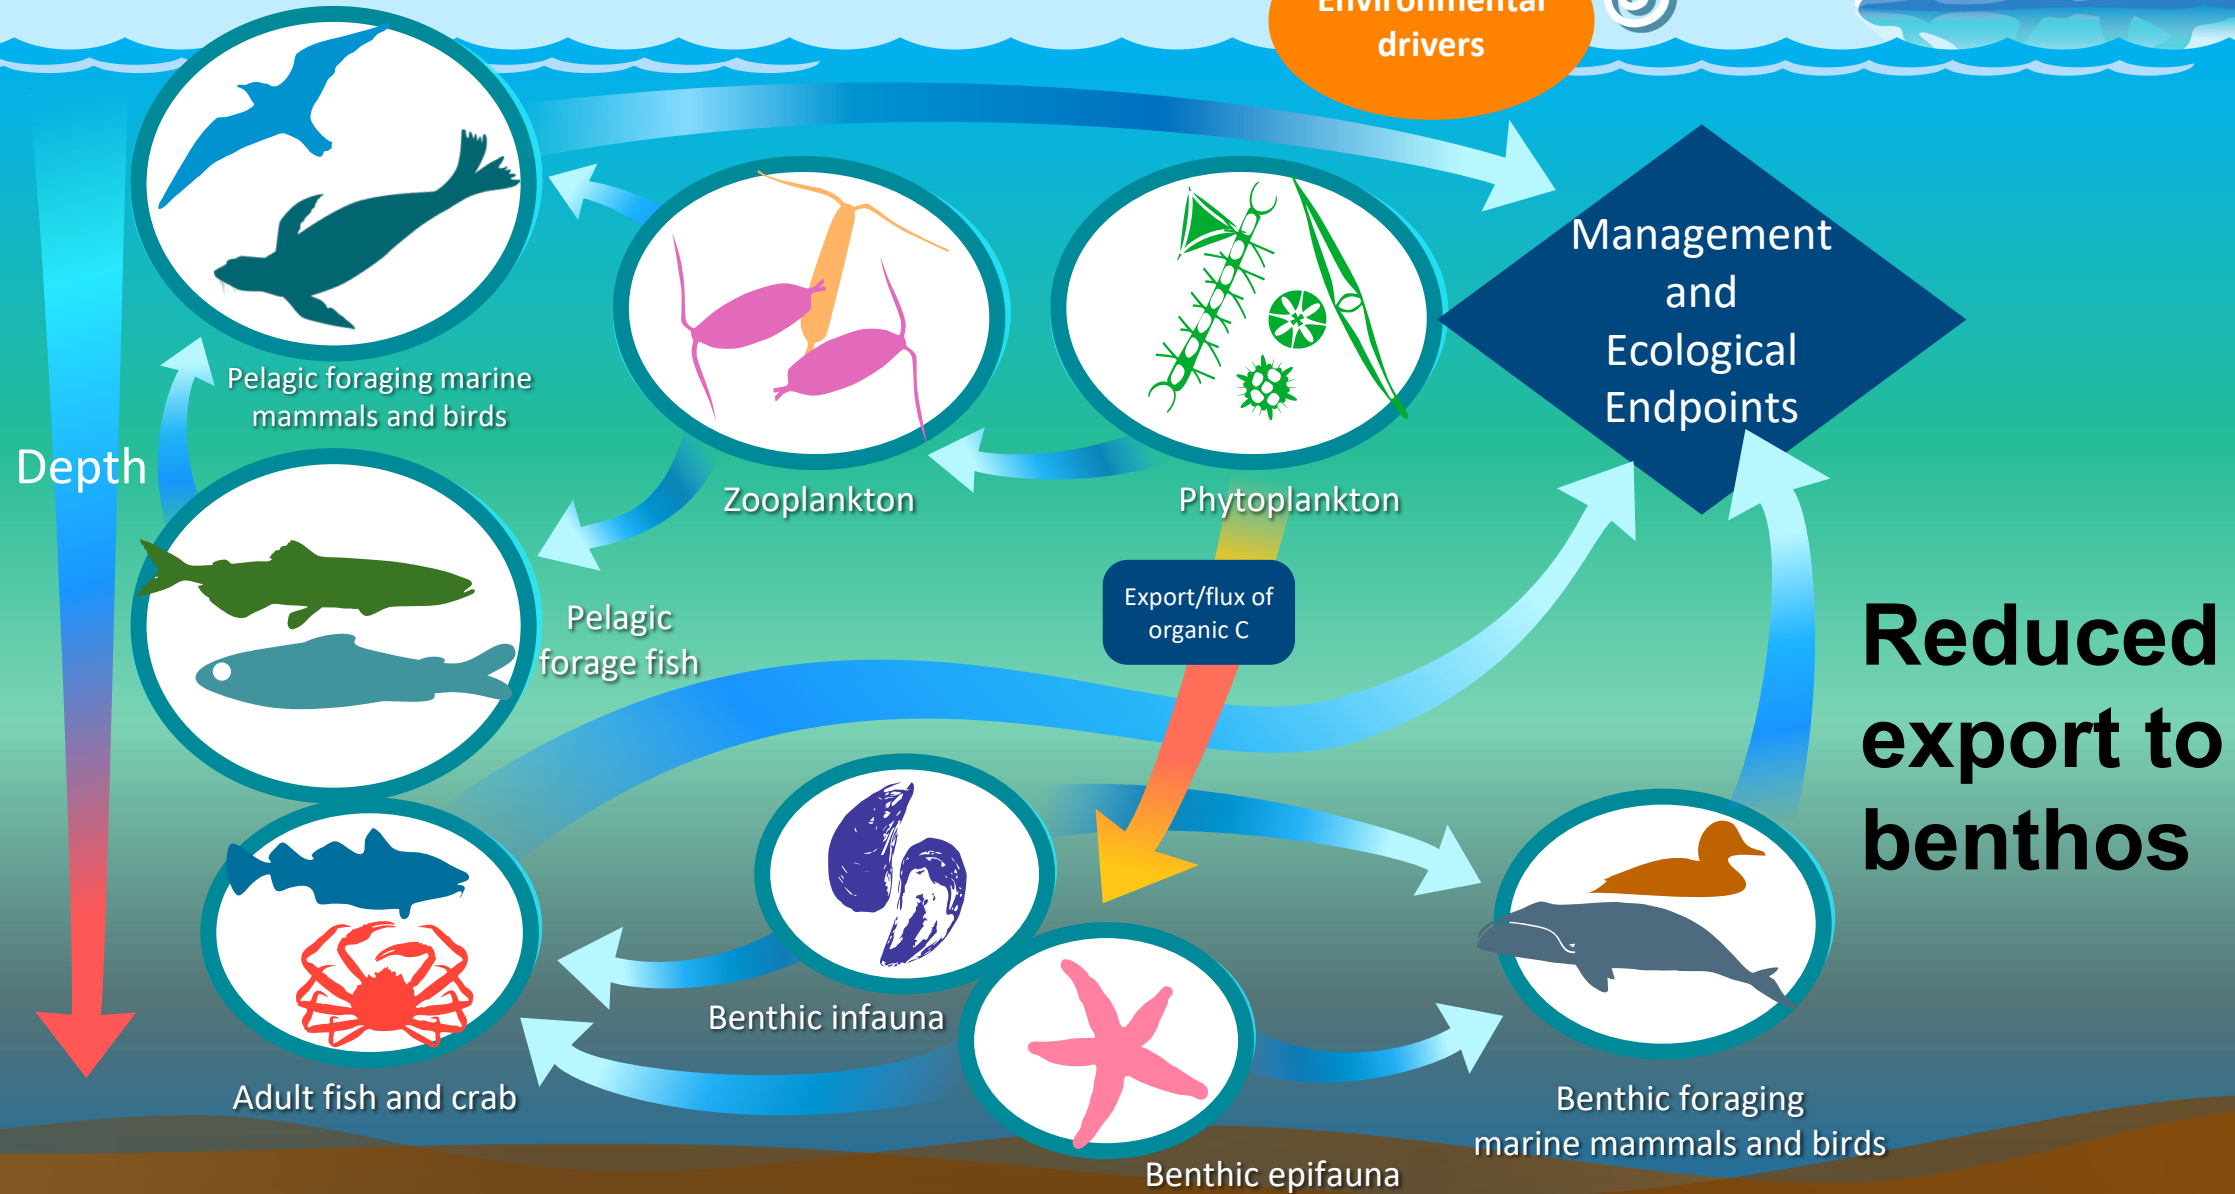 Environmental
drivers
Management
and
Ecological
Endpoints
Pelagic foraging marine
mammals and birds
Depth
Zooplankton
Phytoplankton
Export/flux of
organic C
Pelagic
forage fish
Reduced
export to
benthos
Benthic infauna
Adult fish and crab
Benthic foraging
marine mammals and birds
Benthic epifauna